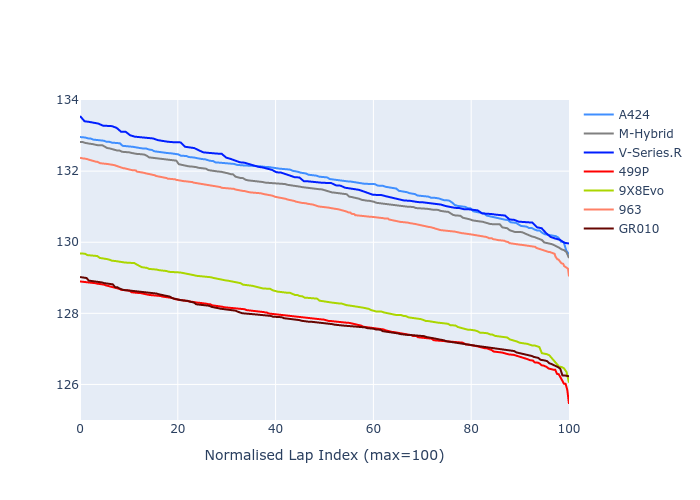 134
132
130
128
126
0 20 40 60 80 100
Normalised Lap Index (max=100)
A424
M-Hybrid
V-Series.R
499P
9X8Evo
963
GR010